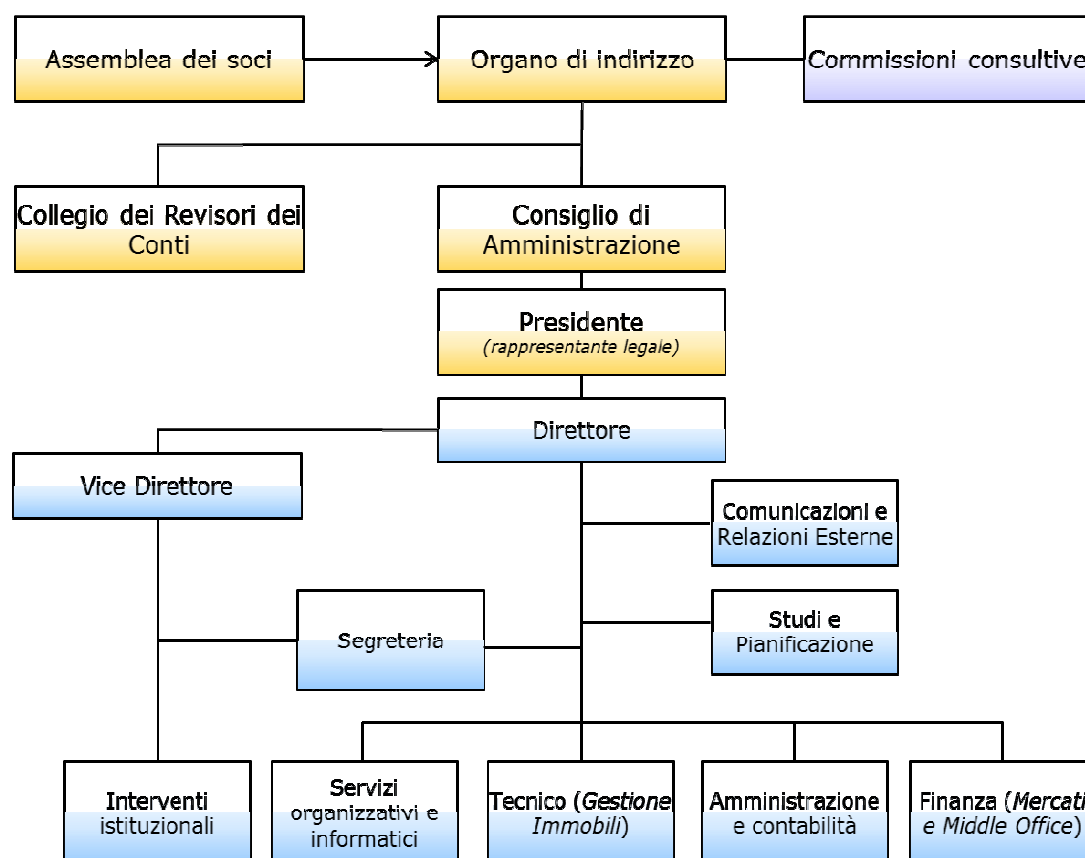 Assemblea dei soci
Organo di indirizzo
Commissioni consultive
Collegio dei Revisori dei
Conti
Consiglio di
Amministrazione
Presidente
(rappresentante legale)
Direttore
Vice Direttore
Comunicazioni e
Relazioni Esterne
Segreteria
Studi e
Pianificazione
Interventi
istituzionali
Servizi
organizzativi e
informatici
Tecnico (Gestione
Immobili)
Amministrazione
e contabilità
Finanza (Mercati
e Middle Office)